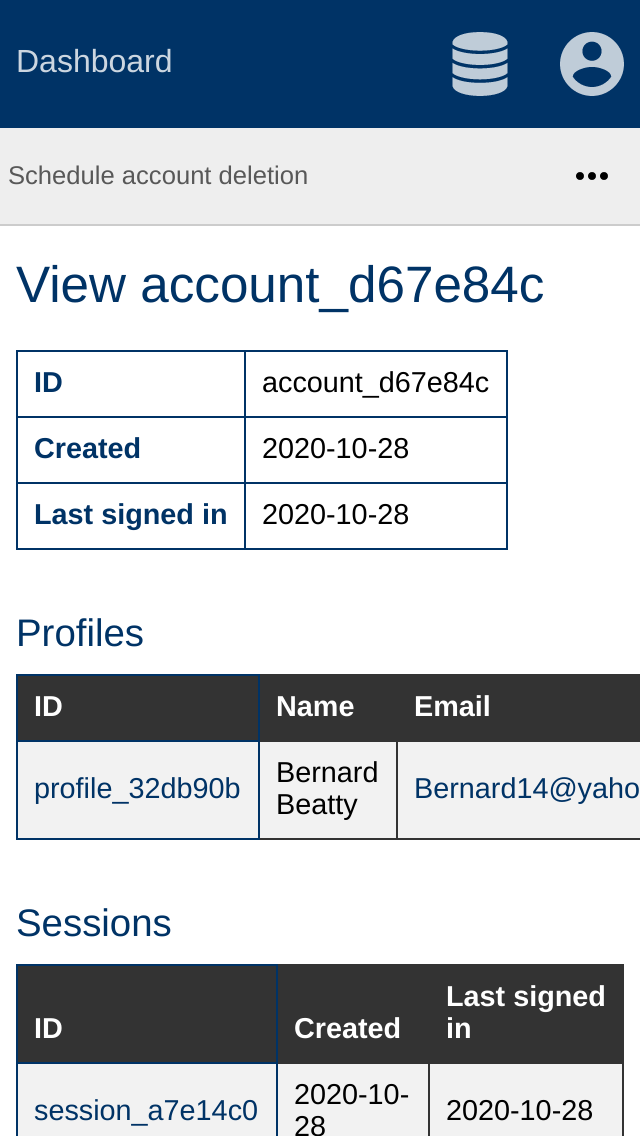 Dashboard
Schedule account deletion
View account_d67e84c
ID account_d67e84c
Created 2020-10-28
Last signed in 2020-10-28
Profiles
ID Name Email
profile_32db90b Bernard Beatty Bernard14@yaho
Sessions
ID Created Last signed in
session_a7e14c0 2020-10-28 2020-10-28